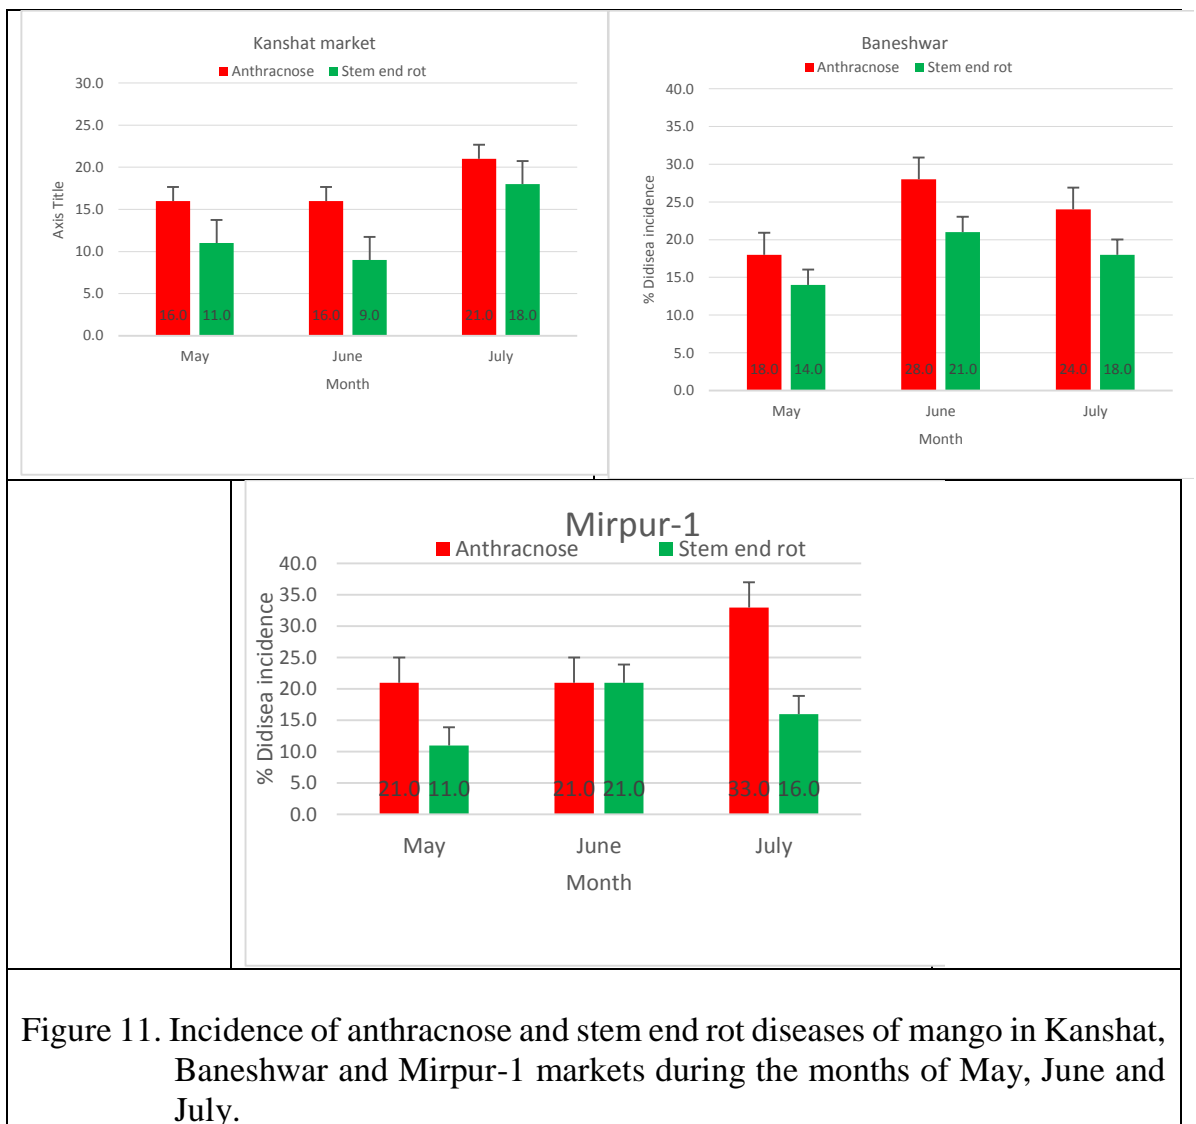 Kanshat market
Anthracnose Stem end rot
30.0
25.0
20.0
15.0
10.0
5.0
0.0
Axis Title
16.0 11.0 16.0 9.0 21.0 18.0
May June July
Month
Baneshwar
Anthracnose Stem end rot
40.0
35.0
30.0
25.0
20.0
15.0
10.0
5.0
0.0
% Didisea incidence
18.0 14.0 28.0 21.0 24.0 18.0
May June July
Month
Mirpur-1
Anthracnose Stem end rot
40.0
35.0
30.0
25.0
20.0
15.0
10.0
5.0
0.0
% Didisea incidence
21.0 11.0 21.0 21.0 33.0 16.0
May June July
Month
Figure 11. Incidence of anthracnose and stem end rot diseases of mango in Kanshat,
Baneshwar and Mirpur-1 markets during the months of May, June and
July.